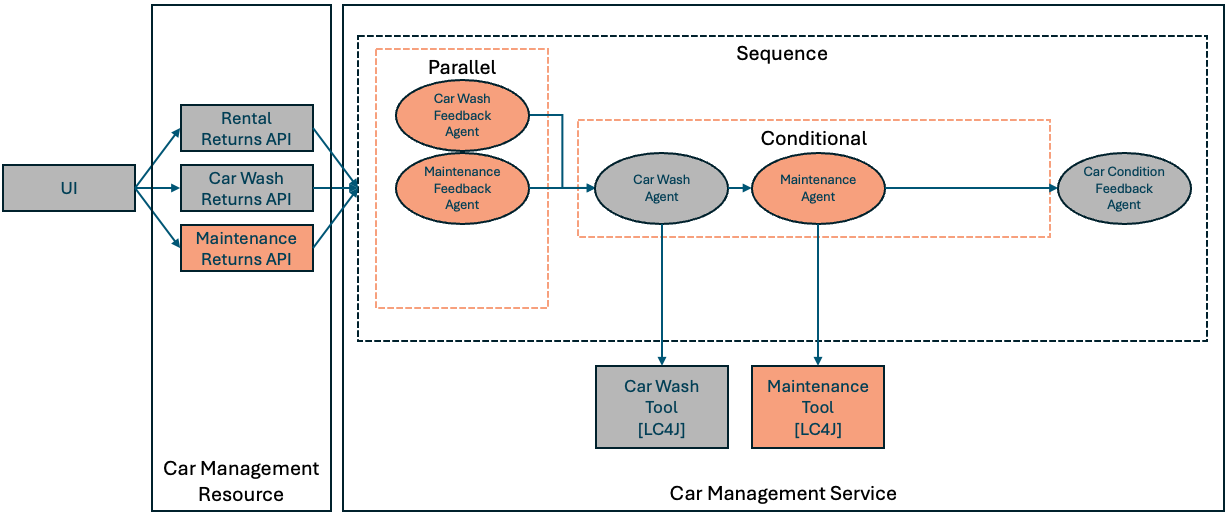 UI
Rental
Returns API
Car Wash
Returns API
Maintenance
Returns API
Car Management
Resource
Sequence
Parallel
Car Wash
Feedback
Agent
Maintenance
Feedback
Agent
Conditional
Car Wash
Agent
Maintenance
Agent
Car Condition
Feedback
Agent
Car Wash
Tool
[LC4J]
Maintenance
Tool
[LC4J]
Car Management Service